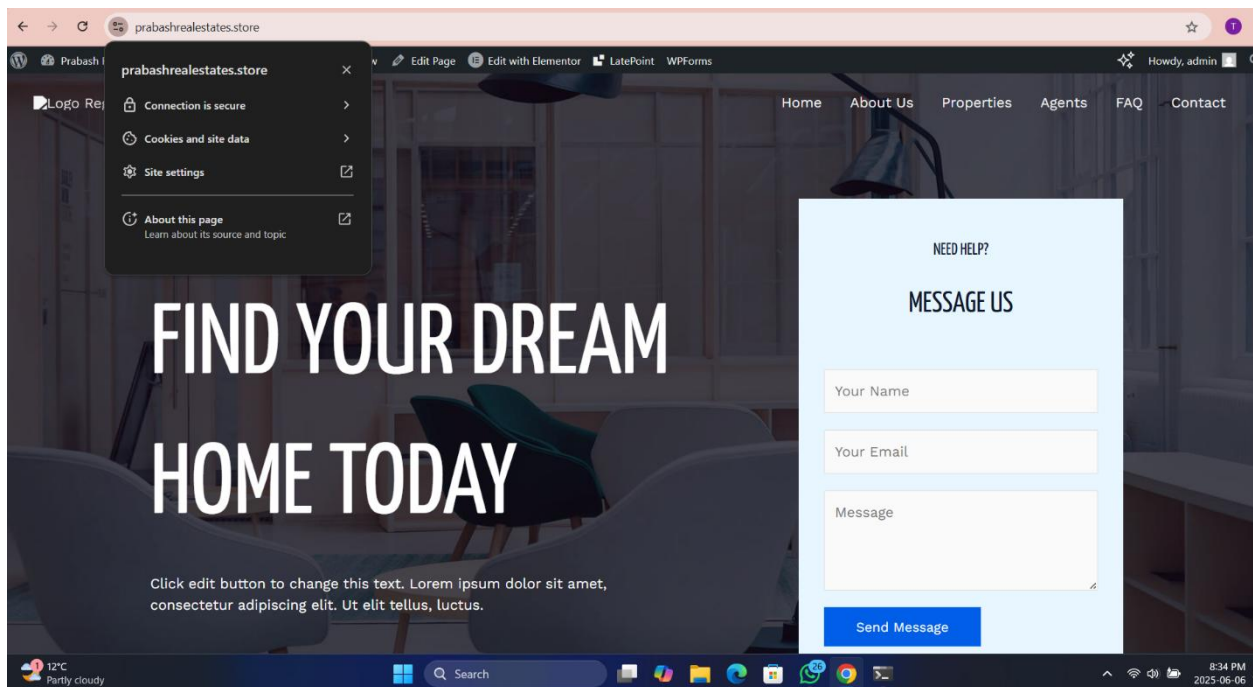 prabashrealestates.store
T
Prabash
Edit Page
Edit with Elementor
LatePoint
WPForms
Howdy, admin
prabashrealestates.store
Connection is secure
Cookies and site data
Site settings
About this page
Learn about its source and topic
Logo
Home
About Us
Properties
Agents
FAQ
Contact
FIND YOUR DREAM
HOME TODAY
Click edit button to change this text. Lorem ipsum dolor sit amet,
consectetur adipiscing elit. Ut elit tellus, luctus.
NEED HELP?
MESSAGE US
Your Name
Your Email
Message
Send Message
1
12°C
Partly cloudy
Search
26
8:34 PM
2025-06-06